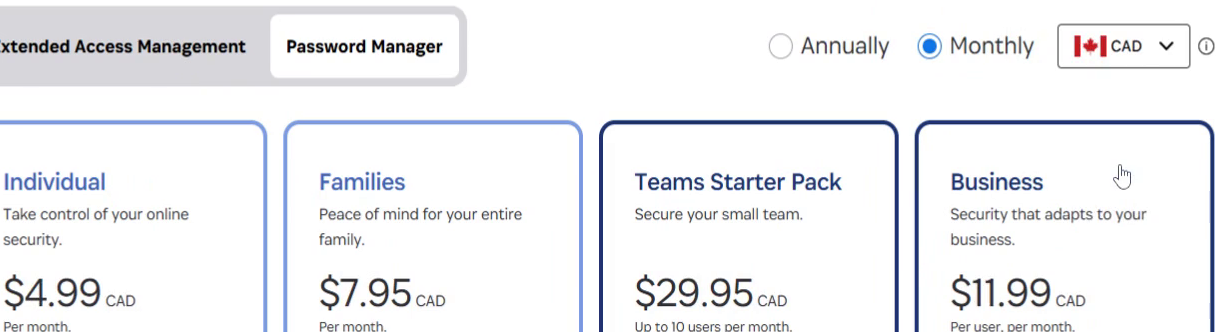 Extended Access Management
Password Manager
Annually
Monthly
CAD
Individual
Take control of your online
security.
$4.99 CAD
Per month.
Families
Peace of mind for your entire
family.
$7.95 CAD
Per month.
Teams Starter Pack
Secure your small team.
$29.95 CAD
Up to 10 users per month.
Business
Security that adapts to your
business.
$11.99 CAD
Per user, per month.